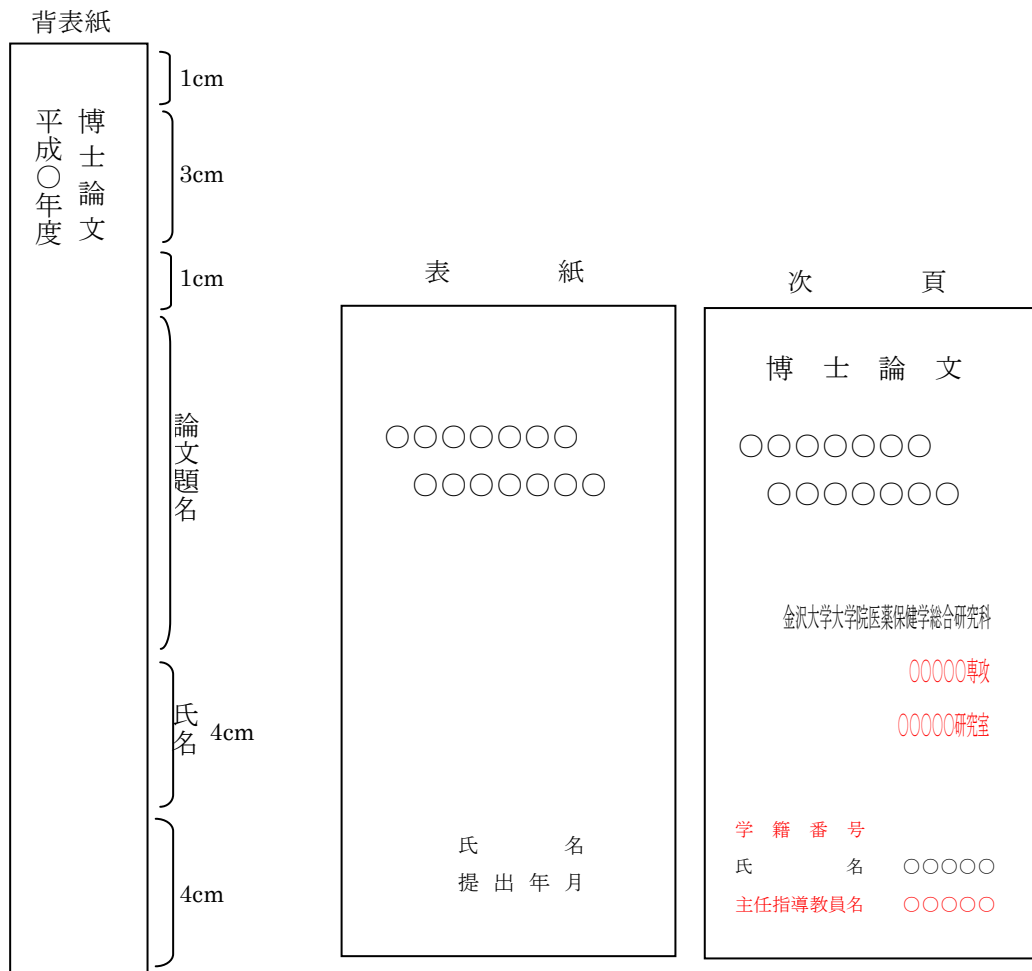 背表紙
1cm
博士論文
平成○年度
3cm
1cm
論文題名
氏名 4cm
4cm
表 紙
○○○○○○○
○○○○○○○
氏 名
提出年月
次 頁
博士論文
○○○○○○○
○○○○○○○
金沢大学大学院医薬保健学総合研究科
○○○○○専攻
○○○○○研究室
学籍番号
氏 名 ○○○○○
主任指導教員名 ○○○○○